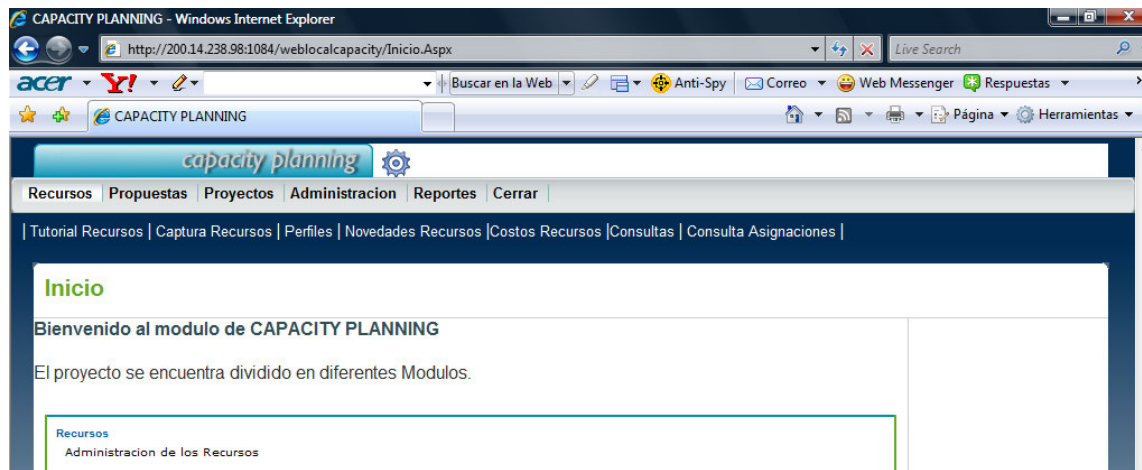 CAPACITY PLANNING - Windows Internet Explorer
http://200.14.238.98:1084/weblocalcapacity/Inicio.Aspx Live Search
acer Y! Buscar en la Web Anti-Spy Correo Web Messenger Respuestas
CAPACITY PLANNING Página Herramientas
capacity planning
Recursos Propuestas Proyectos Administracion Reportes Cerrar
| Tutorial Recursos | Captura Recursos | Perfiles | Novedades Recursos |Costos Recursos |Consultas | Consulta Asignaciones |
Inicio
Bienvenido al modulo de CAPACITY PLANNING
El proyecto se encuentra dividido en diferentes Modulos.
Recursos
Administracion de los Recursos